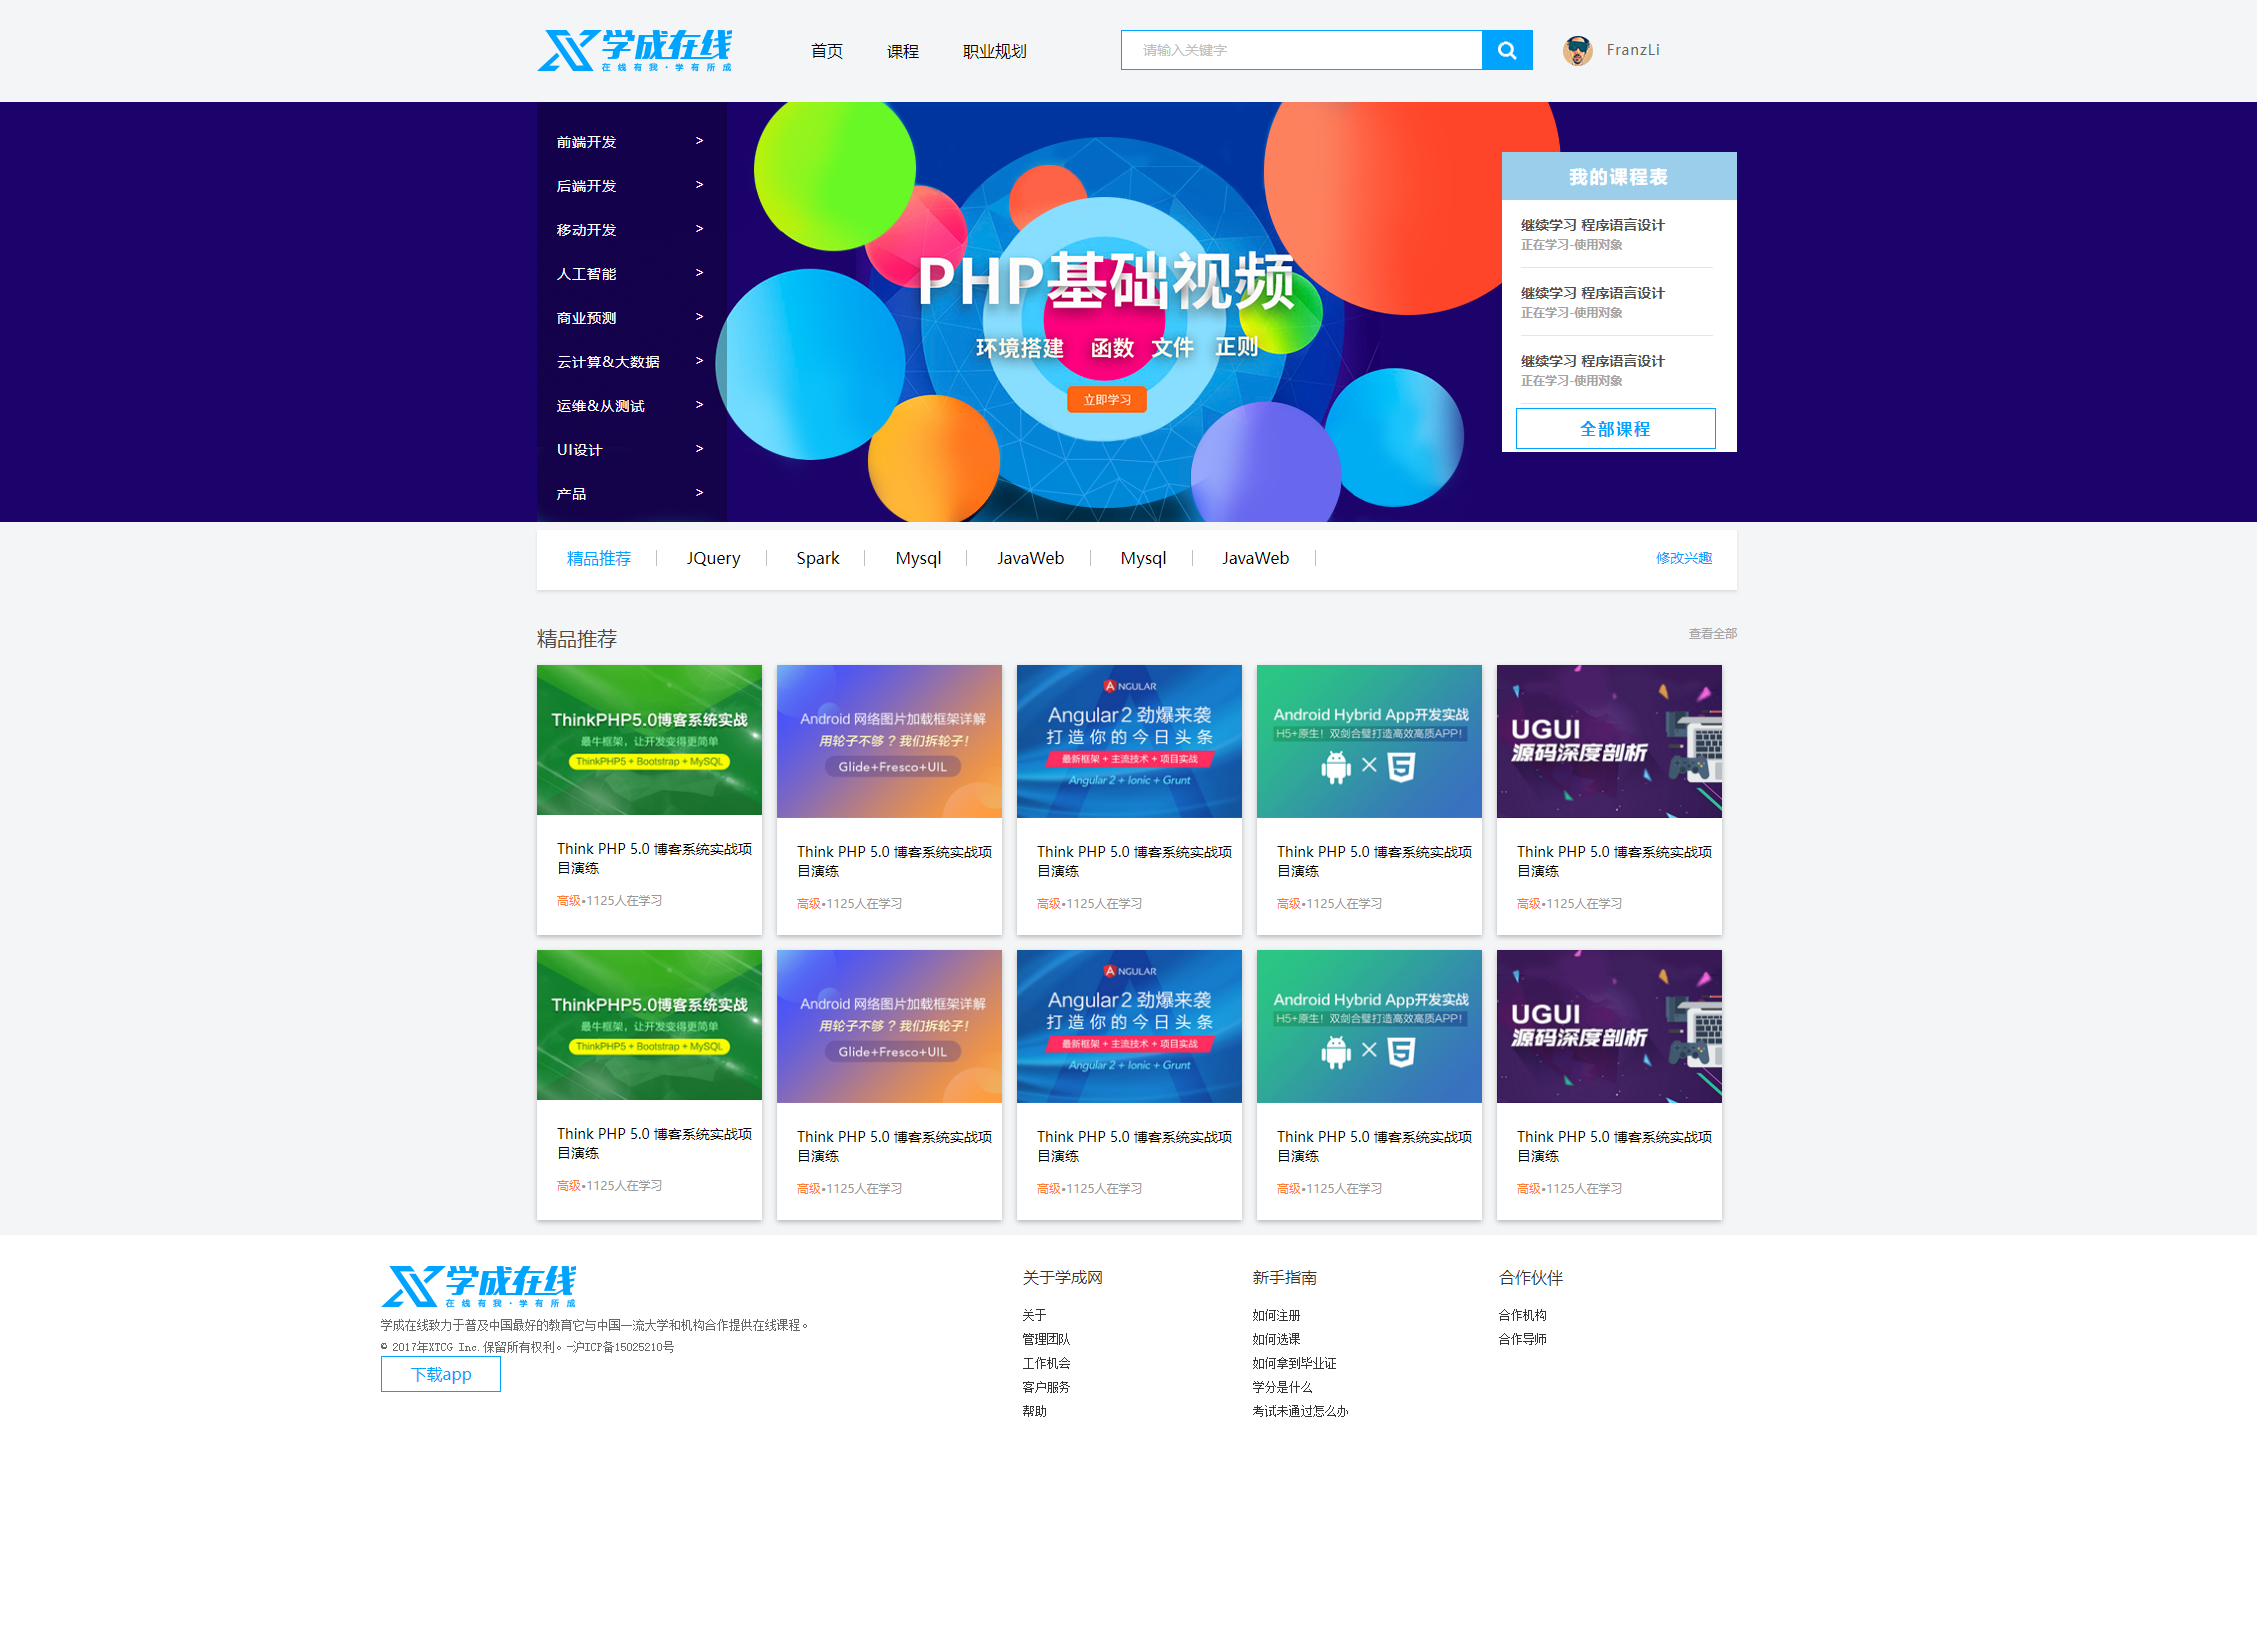 学成在线
在线有我·学有所成
首页 课程 职业规划
请输入关键字
FranzLi
前端开发 >
后端开发 >
移动开发 >
人工智能 >
商业预测 >
云计算&大数据 >
运维&从测试 >
UI设计 >
产品 >
PHP基础视频
环境搭建 函数 文件 正则
立即学习
我的课程表
继续学习 程序语言设计
正在学习-使用对象
继续学习 程序语言设计
正在学习-使用对象
继续学习 程序语言设计
正在学习-使用对象
全部课程
精品推荐 JQuery Spark Mysql JavaWeb Mysql JavaWeb 修改兴趣
精品推荐 查看全部
ThinkPHP5.0博客系统实战
最牛框架，让开发变得更简单
ThinkPHP5 + Bootstrap + MySQL
Think PHP 5.0 博客系统实战项
目演练
高级•1125人在学习
Android 网络图片加载框架详解
用轮子不够？我们拆轮子！
Glide+Fresco+UIL
Think PHP 5.0 博客系统实战项
目演练
高级•1125人在学习
ANGULAR
Angular2 劲爆来袭
打造你的今日头条
最新框架 + 主流技术 + 项目实战
Angular 2 + Ionic + Grunt
Think PHP 5.0 博客系统实战项
目演练
高级•1125人在学习
Android Hybrid App开发实战
H5+原生！双剑合璧打造高效高质APP！
Think PHP 5.0 博客系统实战项
目演练
高级•1125人在学习
UGUI
源码深度剖析
Think PHP 5.0 博客系统实战项
目演练
高级•1125人在学习
ThinkPHP5.0博客系统实战
最牛框架，让开发变得更简单
ThinkPHP5 + Bootstrap + MySQL
Think PHP 5.0 博客系统实战项
目演练
高级•1125人在学习
Android 网络图片加载框架详解
用轮子不够？我们拆轮子！
Glide+Fresco+UIL
Think PHP 5.0 博客系统实战项
目演练
高级•1125人在学习
ANGULAR
Angular2 劲爆来袭
打造你的今日头条
最新框架 + 主流技术 + 项目实战
Angular 2 + Ionic + Grunt
Think PHP 5.0 博客系统实战项
目演练
高级•1125人在学习
Android Hybrid App开发实战
H5+原生！双剑合璧打造高效高质APP！
Think PHP 5.0 博客系统实战项
目演练
高级•1125人在学习
UGUI
源码深度剖析
Think PHP 5.0 博客系统实战项
目演练
高级•1125人在学习
学成在线
在线有我·学有所成
学成在线致力于普及中国最好的教育它与中国一流大学和机构合作提供在线课程。
© 2017年XTCG Inc.保留所有权利。-沪ICP备15025210号
下载app
关于学成网
关于
管理团队
工作机会
客户服务
帮助
新手指南
如何注册
如何选课
如何拿到毕业证
学分是什么
考试未通过怎么办
合作伙伴
合作机构
合作导师